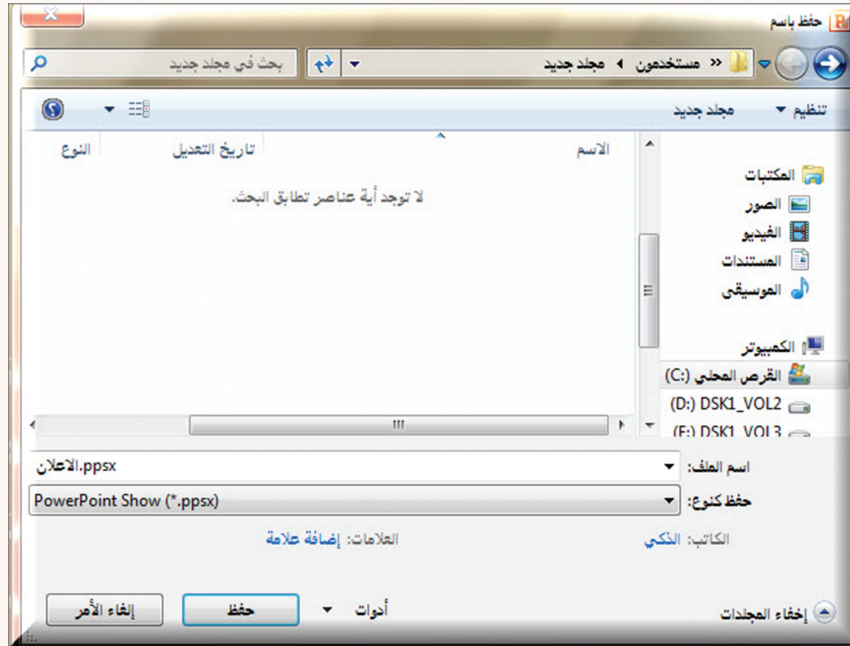 حفظ باسم
« مستخدمون ◂ مجلد جديد
بحث في مجلد جديد
تنظيم ▾ مجلد جديد
الاسم تاريخ التعديل النوع
لا توجد أية عناصر تطابق البحث.
المكتبات
الصور
الفيديو
المستندات
الموسيقى
الكمبيوتر
القرص المحلي (C:)
(D:) DSK1_VOL2
(E:) DSK1_VOL3
اسم الملف: الاعلان.ppsx
حفظ كنوع: PowerPoint Show (*.ppsx)
الكاتب: الذكي العلامات: إضافة علامة
إخفاء المجلدات أدوات ▾ حفظ إلغاء الأمر